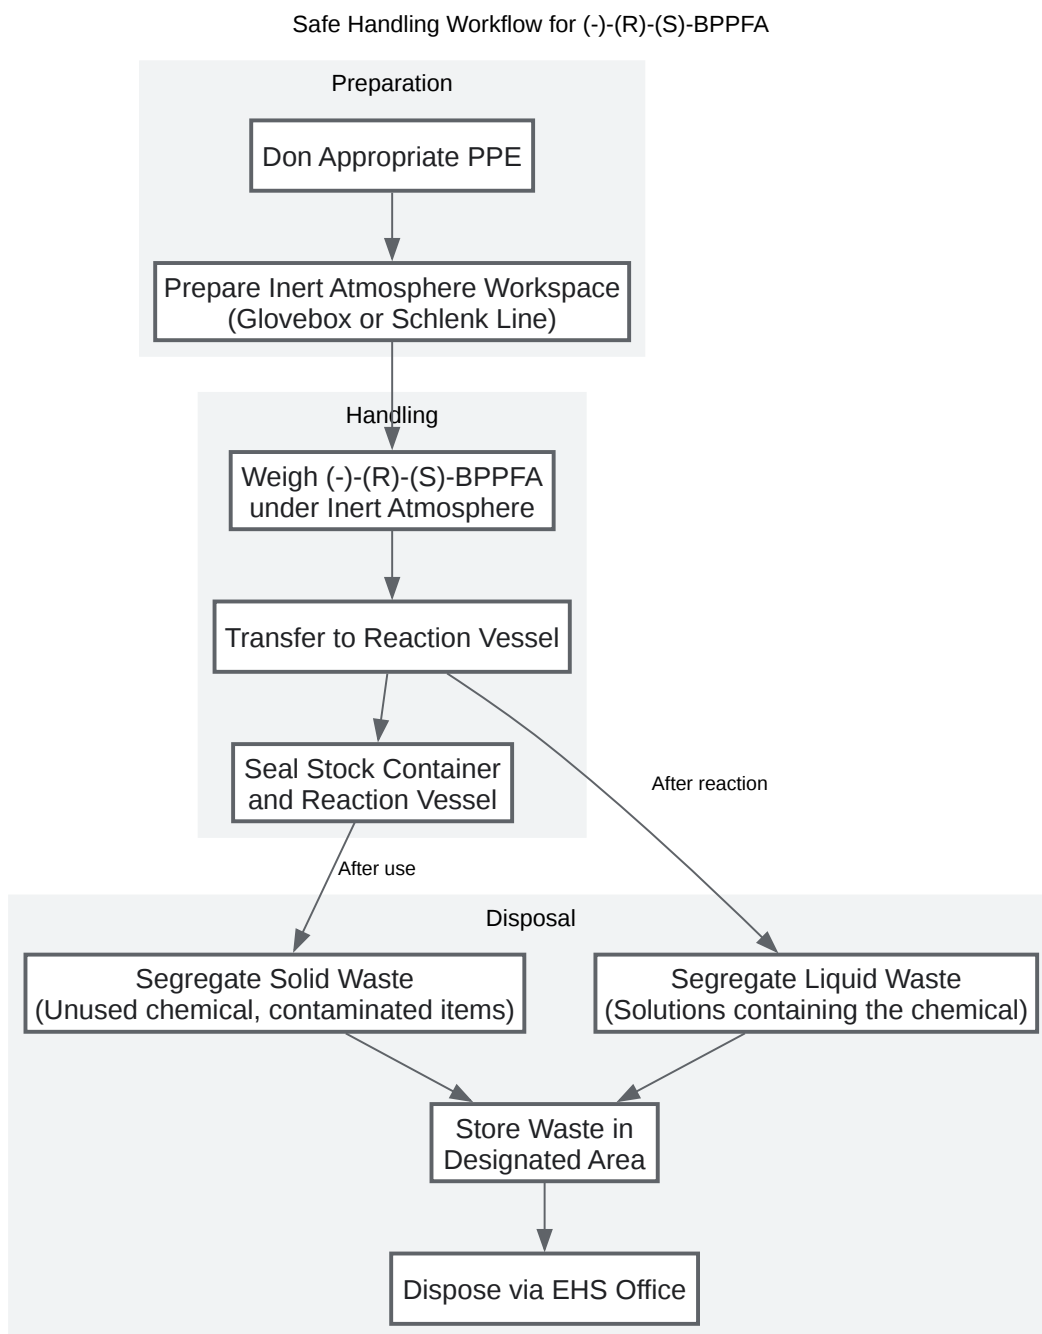 Safe Handling Workflow for (-)-(R)-(S)-BPPFA
Preparation
Don Appropriate PPE
Prepare Inert Atmosphere Workspace
(Glovebox or Schlenk Line)
Handling
Weigh (-)-(R)-(S)-BPPFA
under Inert Atmosphere
Transfer to Reaction Vessel
Seal Stock Container
and Reaction Vessel
After reaction
After use
Disposal
Segregate Solid Waste
(Unused chemical, contaminated items)
Segregate Liquid Waste
(Solutions containing the chemical)
Store Waste in
Designated Area
Dispose via EHS Office